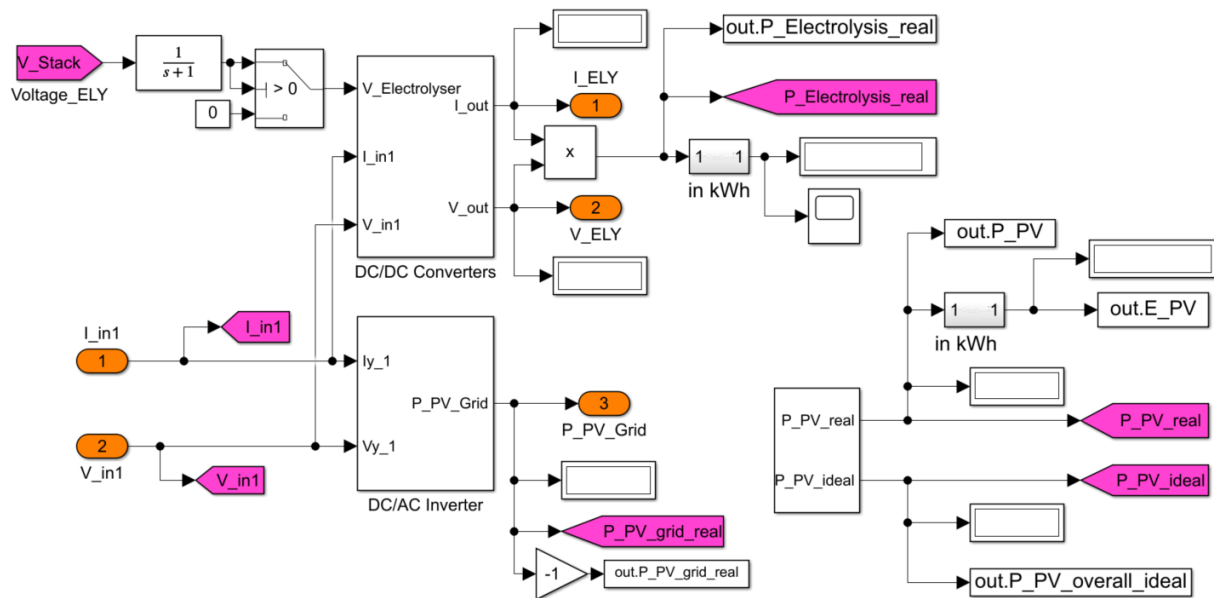 out.P_Electrolysis_real
V_Stack
Voltage_ELY
1
s+1
> 0
0
V_Electrolyser
I_out
I_in1
V_in1
V_out
DC/DC Converters
I_ELY
1
x
2
V_ELY
P_Electrolysis_real
1 1
in kWh
out.P_PV
1 1
in kWh
out.E_PV
I_in1
1
I_in1
2
V_in1
V_in1
Iy_1
P_PV_Grid
Vy_1
DC/AC Inverter
3
P_PV_Grid
P_PV_grid_real
-1
out.P_PV_grid_real
P_PV_real
P_PV_ideal
P_PV_real
P_PV_ideal
out.P_PV_overall_ideal